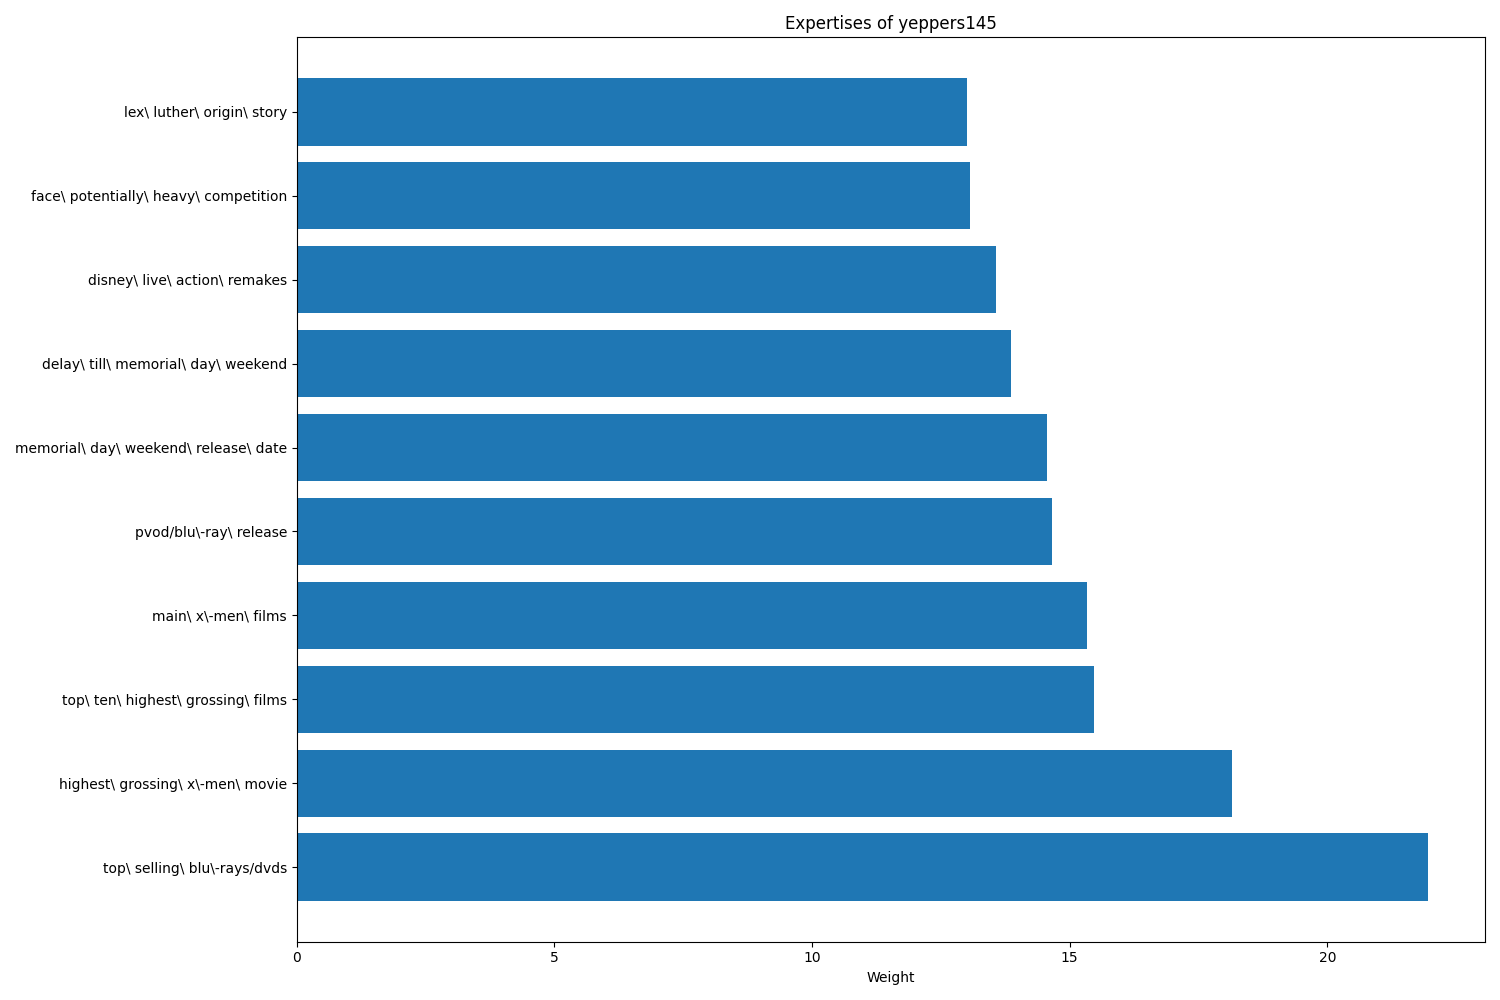 Expertises of yeppers145
lex\ luther\ origin\ story
face\ potentially\ heavy\ competition
disney\ live\ action\ remakes
delay\ till\ memorial\ day\ weekend
memorial\ day\ weekend\ release\ date
pvod/blu\-ray\ release
main\ x\-men\ films
top\ ten\ highest\ grossing\ films
highest\ grossing\ x\-men\ movie
top\ selling\ blu\-rays/dvds
0 5 10 15 20
Weight